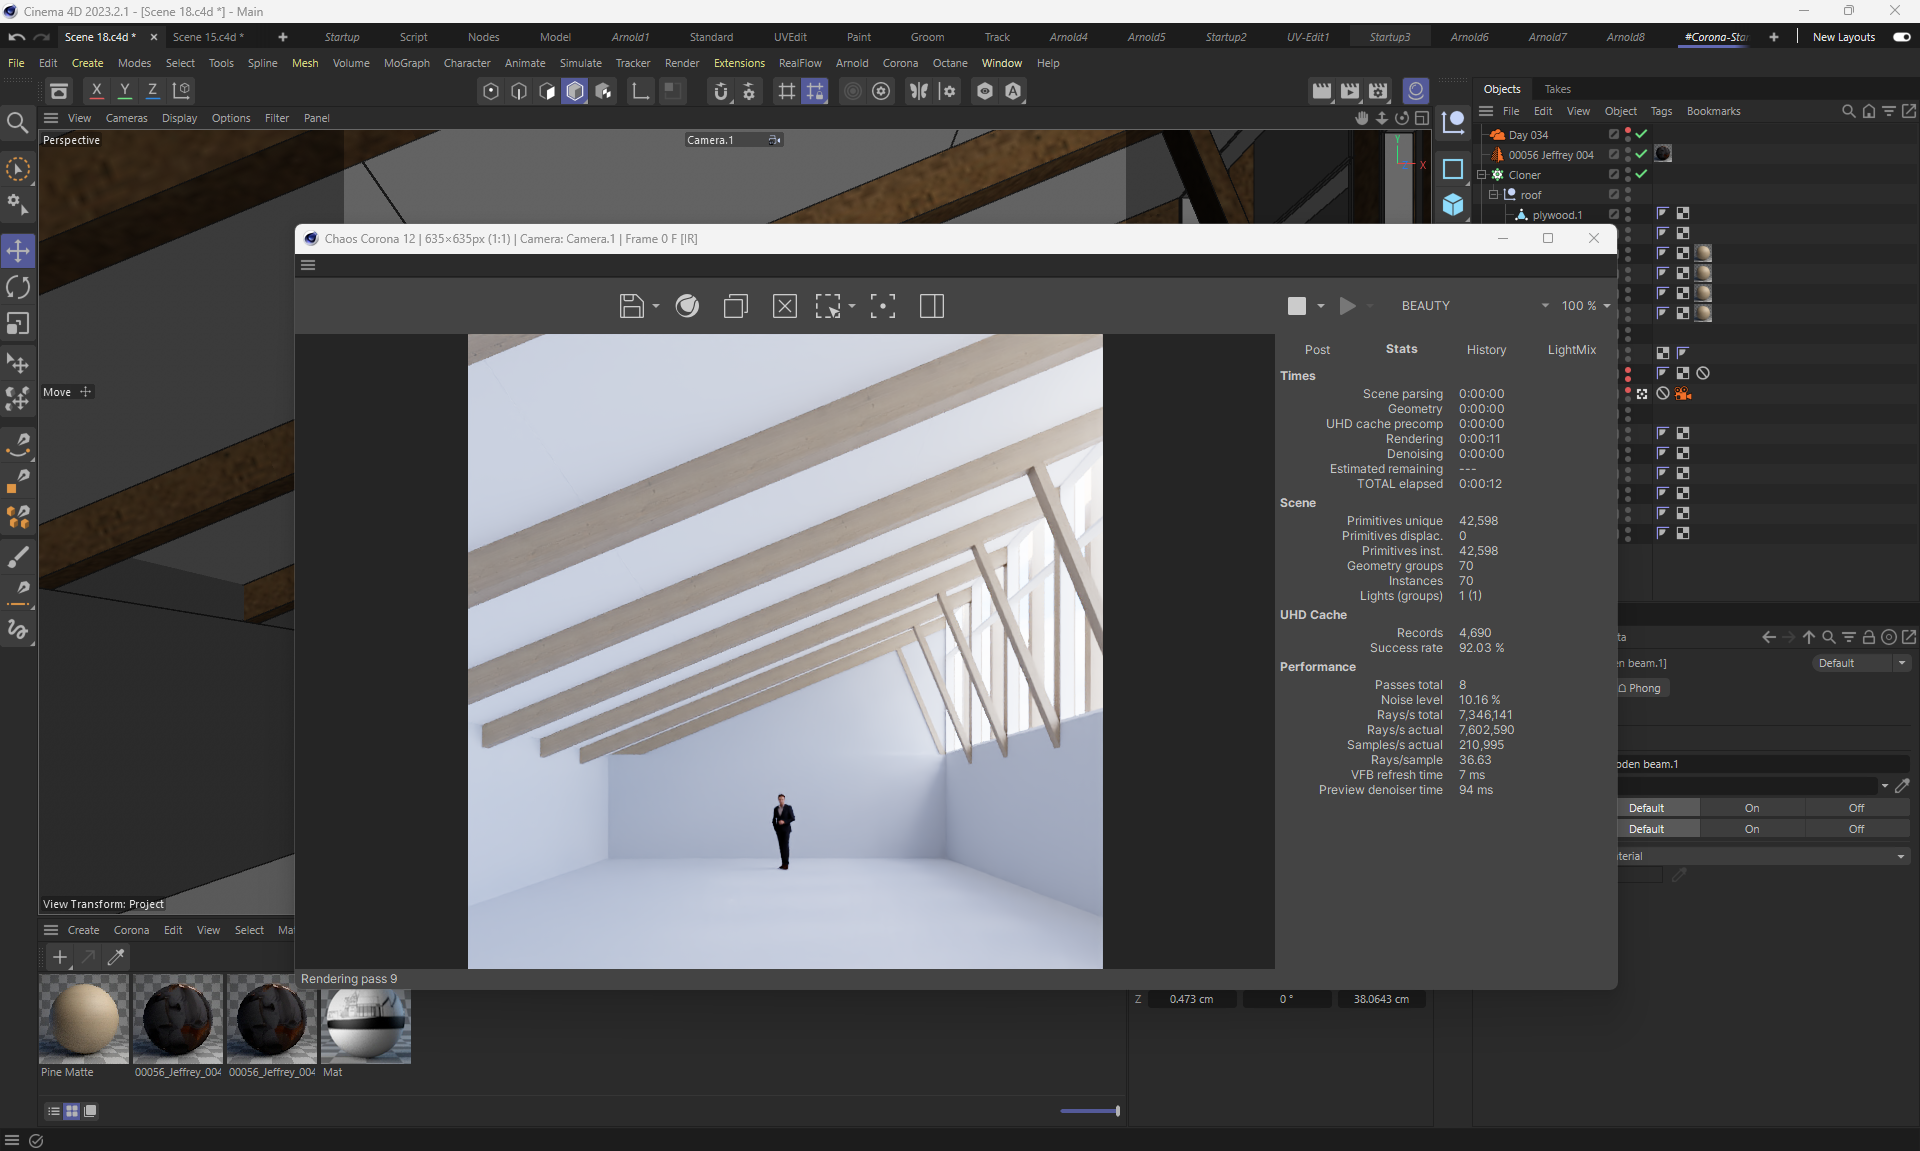 Cinema 4D 2023.2.1 - [Scene 18.c4d *] - Main
Scene 18.c4d * Scene 15.c4d * Startup Script Nodes Model Arnold1 Standard UVEdit Paint Groom Track Arnold4 Arnold5 Startup2 UV-Edit1 Startup3 Arnold6 Arnold7 Arnold8 #Corona-Star New Layouts
File Edit Create Modes Select Tools Spline Mesh Volume MoGraph Character Animate Simulate Tracker Render Extensions RealFlow Arnold Corona Octane Window Help
X Y Z
Objects Takes
File Edit View Object Tags Bookmarks
View Cameras Display Options Filter Panel
Perspective
Camera.1
Y
X
Day 034
00056 Jeffrey 004
Cloner
roof
plywood.1
Chaos Corona 12 | 635×635px (1:1) | Camera: Camera.1 | Frame 0 F [IR]
BEAUTY 100 %
Post Stats History LightMix
Times
Scene parsing 0:00:00
Geometry 0:00:00
UHD cache precomp 0:00:00
Rendering 0:00:11
Denoising 0:00:00
Estimated remaining ---
TOTAL elapsed 0:00:12
Scene
Primitives unique 42,598
Primitives displac. 0
Primitives inst. 42,598
Geometry groups 70
Instances 70
Lights (groups) 1 (1)
UHD Cache
Records 4,690
Success rate 92.03 %
Performance
Passes total 8
Noise level 10.16 %
Rays/s total 7,346,141
Rays/s actual 7,602,590
Samples/s actual 210,995
Rays/sample 36.63
VFB refresh time 7 ms
Preview denoiser time 94 ms
Rendering pass 9
Move
View Transform: Project
ta
n beam.1]
Default
Phong
oden beam.1
Default On Off
Default On Off
terial
Create Corona Edit View Select Ma
Pine Matte 00056_Jeffrey_004 00056_Jeffrey_004 Mat
Z 0.473 cm 0 ° 38.0643 cm